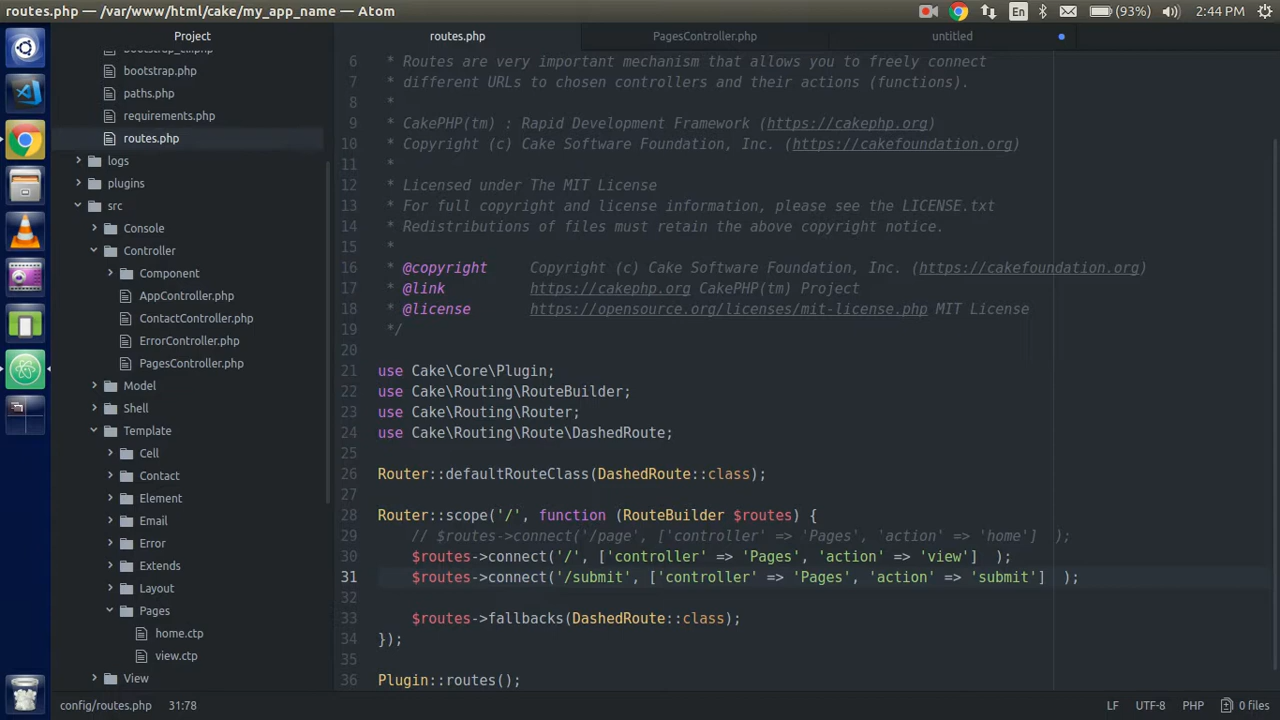 routes.php — /var/www/html/cake/my_app_name — Atom
En
(93%)
2:44 PM
Project
routes.php
PagesController.php
untitled
bootstrap.php
paths.php
requirements.php
routes.php
logs
plugins
src
Console
Controller
Component
AppController.php
ContactController.php
ErrorController.php
PagesController.php
Model
Shell
Template
Cell
Contact
Element
Email
Error
Extends
Layout
Pages
home.ctp
view.ctp
View
6 * Routes are very important mechanism that allows you to freely connect
7 * different URLs to chosen controllers and their actions (functions).
8 *
9 * CakePHP(tm) : Rapid Development Framework (https://cakephp.org)
10 * Copyright (c) Cake Software Foundation, Inc. (https://cakefoundation.org)
11 *
12 * Licensed under The MIT License
13 * For full copyright and license information, please see the LICENSE.txt
14 * Redistributions of files must retain the above copyright notice.
15 *
16 * @copyright Copyright (c) Cake Software Foundation, Inc. (https://cakefoundation.org)
17 * @link https://cakephp.org CakePHP(tm) Project
18 * @license https://opensource.org/licenses/mit-license.php MIT License
19 */
20
21 use Cake\Core\Plugin;
22 use Cake\Routing\RouteBuilder;
23 use Cake\Routing\Router;
24 use Cake\Routing\Route\DashedRoute;
25
26 Router::defaultRouteClass(DashedRoute::class);
27
28 Router::scope('/', function (RouteBuilder $routes) {
29 // $routes->connect('/page', ['controller' => 'Pages', 'action' => 'home'] );
30 $routes->connect('/', ['controller' => 'Pages', 'action' => 'view'] );
31 $routes->connect('/submit', ['controller' => 'Pages', 'action' => 'submit'] );
32
33 $routes->fallbacks(DashedRoute::class);
34 });
35
36 Plugin::routes();
config/routes.php 31:78
LF UTF-8 PHP 0 files